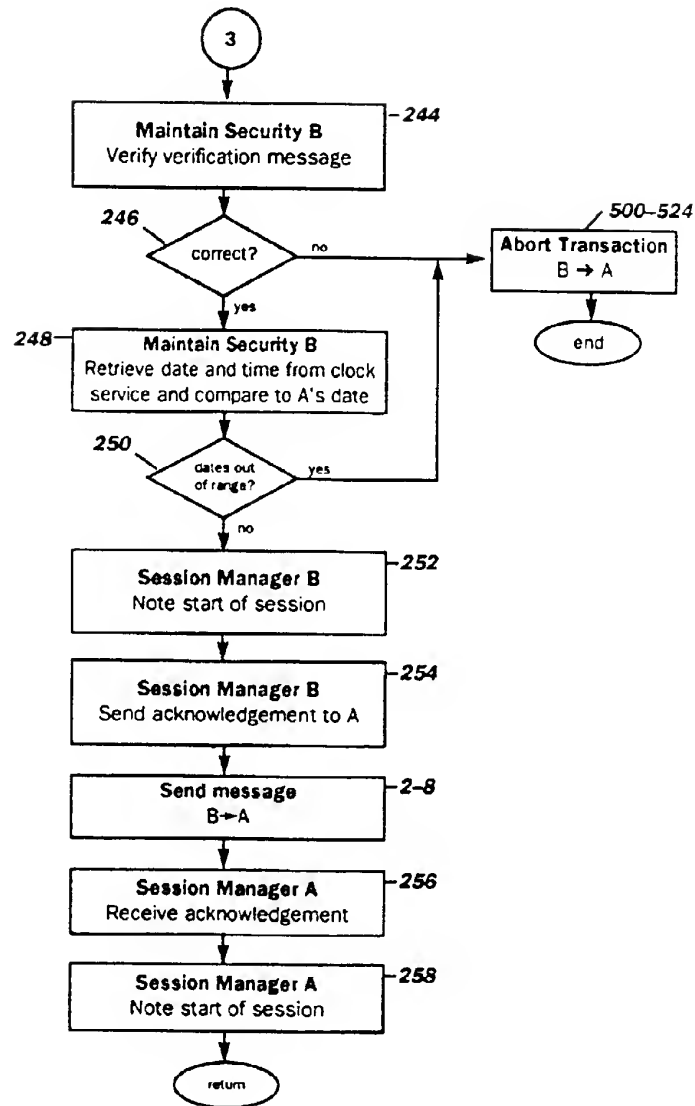 3
Maintain Security B
Verify verification message
244
246
correct?
no
yes
500-524
Abort Transaction
B → A
end
248
Maintain Security B
Retrieve date and time from clock
service and compare to A's date
250
dates out
of range?
yes
no
Session Manager B
Note start of session
252
Session Manager B
Send acknowledgement to A
254
Send message
B→A
2-8
Session Manager A
Receive acknowledgement
256
Session Manager A
Note start of session
258
return